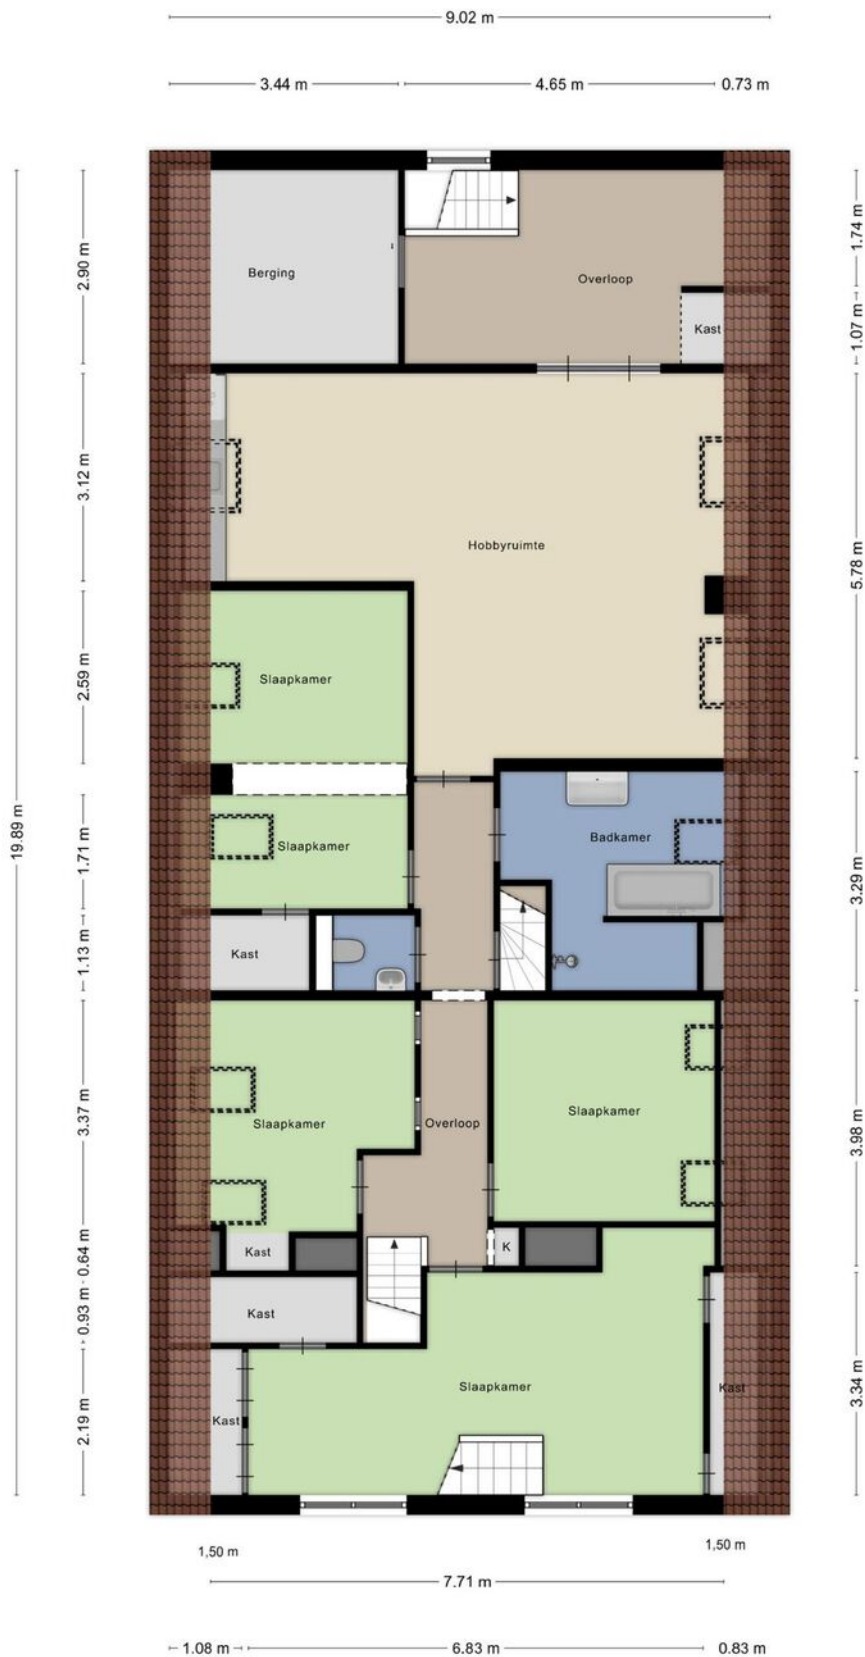 9.02 m
3.44 m 4.65 m 0.73 m
2.90 m
1.74 m
Berging
Overloop
1.07 m
Kast
3.12 m
Hobbyruimte
5.78 m
2.59 m
Slaapkamer
19.89 m
1.71 m
Slaapkamer
Badkamer
3.29 m
1.13 m
Kast
3.37 m
Slaapkamer
Overloop
Slaapkamer
3.98 m
0.64 m
Kast
K
0.93 m
Kast
2.19 m
Kast
Slaapkamer
Kast
3.34 m
1,50 m
1,50 m
7.71 m
1.08 m 6.83 m 0.83 m